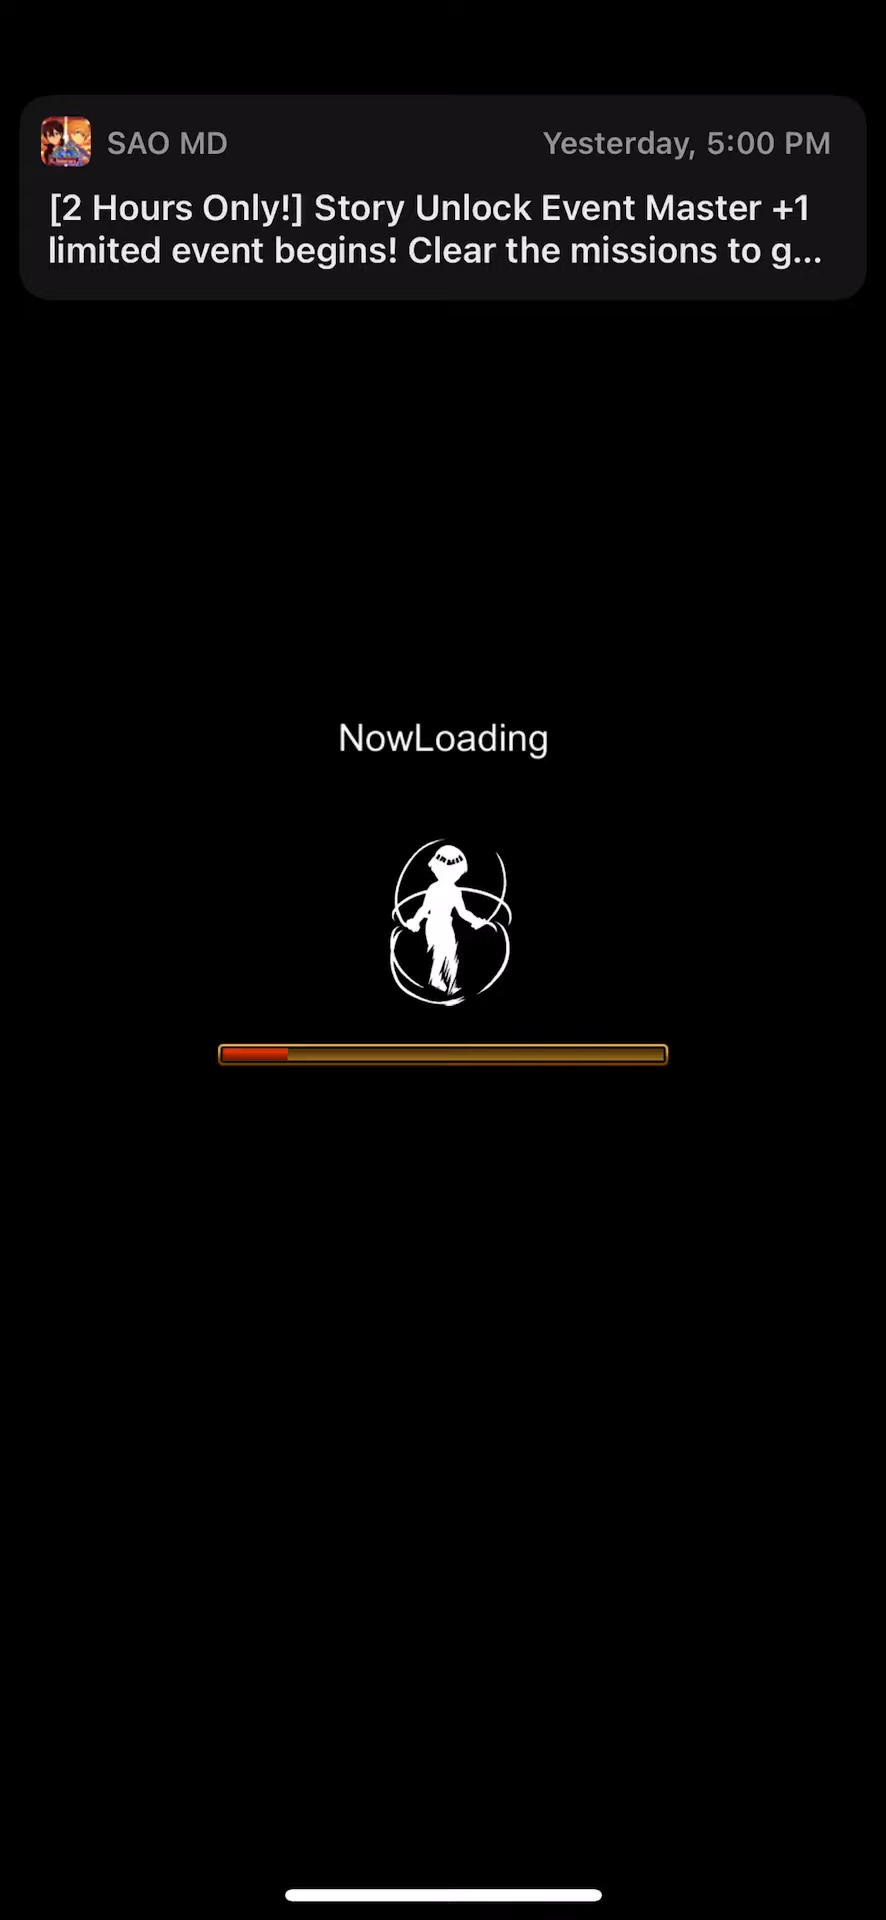 SAO MD
Yesterday, 5:00 PM
[2 Hours Only!] Story Unlock Event Master +1
limited event begins! Clear the missions to g...
NowLoading